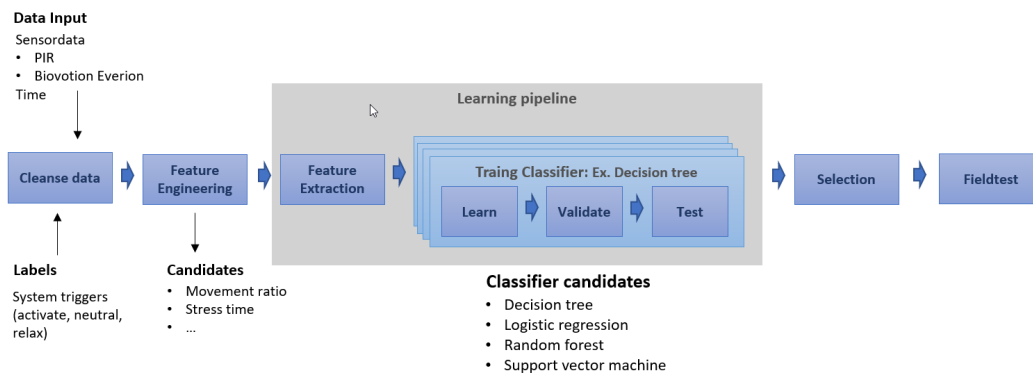 Data Input
Sensordata
• PIR
• Biovotion Everion
Time
Learning pipeline
Cleanse data
Feature
Engineering
Feature
Extraction
Traing Classifier: Ex. Decision tree
Learn
Validate
Test
Selection
Fieldtest
Labels
System triggers
(activate, neutral,
relax)
Candidates
• Movement ratio
• Stress time
• ...
Classifier candidates
• Decision tree
• Logistic regression
• Random forest
• Support vector machine